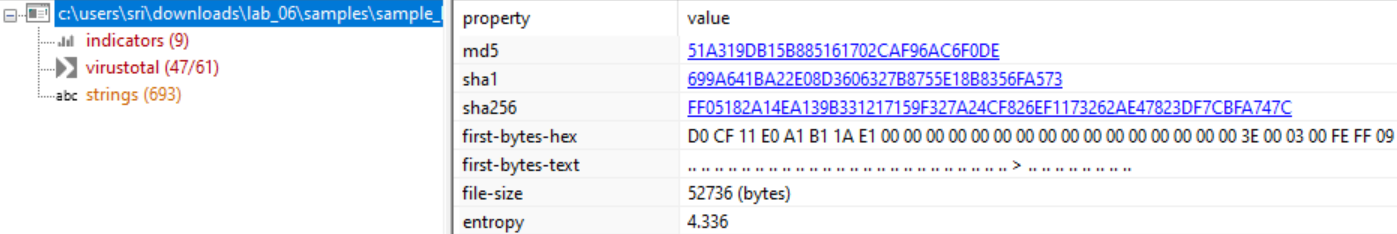 c:\users\sri\downloads\lab_06\samples\sample_
indicators (9)
virustotal (47/61)
abc strings (693)
property value
md5 51A319DB15B885161702CAF96AC6F0DE
sha1 699A641BA22E08D3606327B8755E18B8356FA573
sha256 FF05182A14EA139B331217159F327A24CF826EF1173262AE47823DF7CBFA747C
first-bytes-hex D0 CF 11 E0 A1 B1 1A E1 00 00 00 00 00 00 00 00 00 00 00 00 00 00 00 00 3E 00 03 00 FE FF 09
first-bytes-text .. .. .. .. .. .. .. .. .. .. .. .. .. .. .. .. .. .. .. .. .. .. .. .. > .. .. .. .. .. .. .. ..
file-size 52736 (bytes)
entropy 4.336